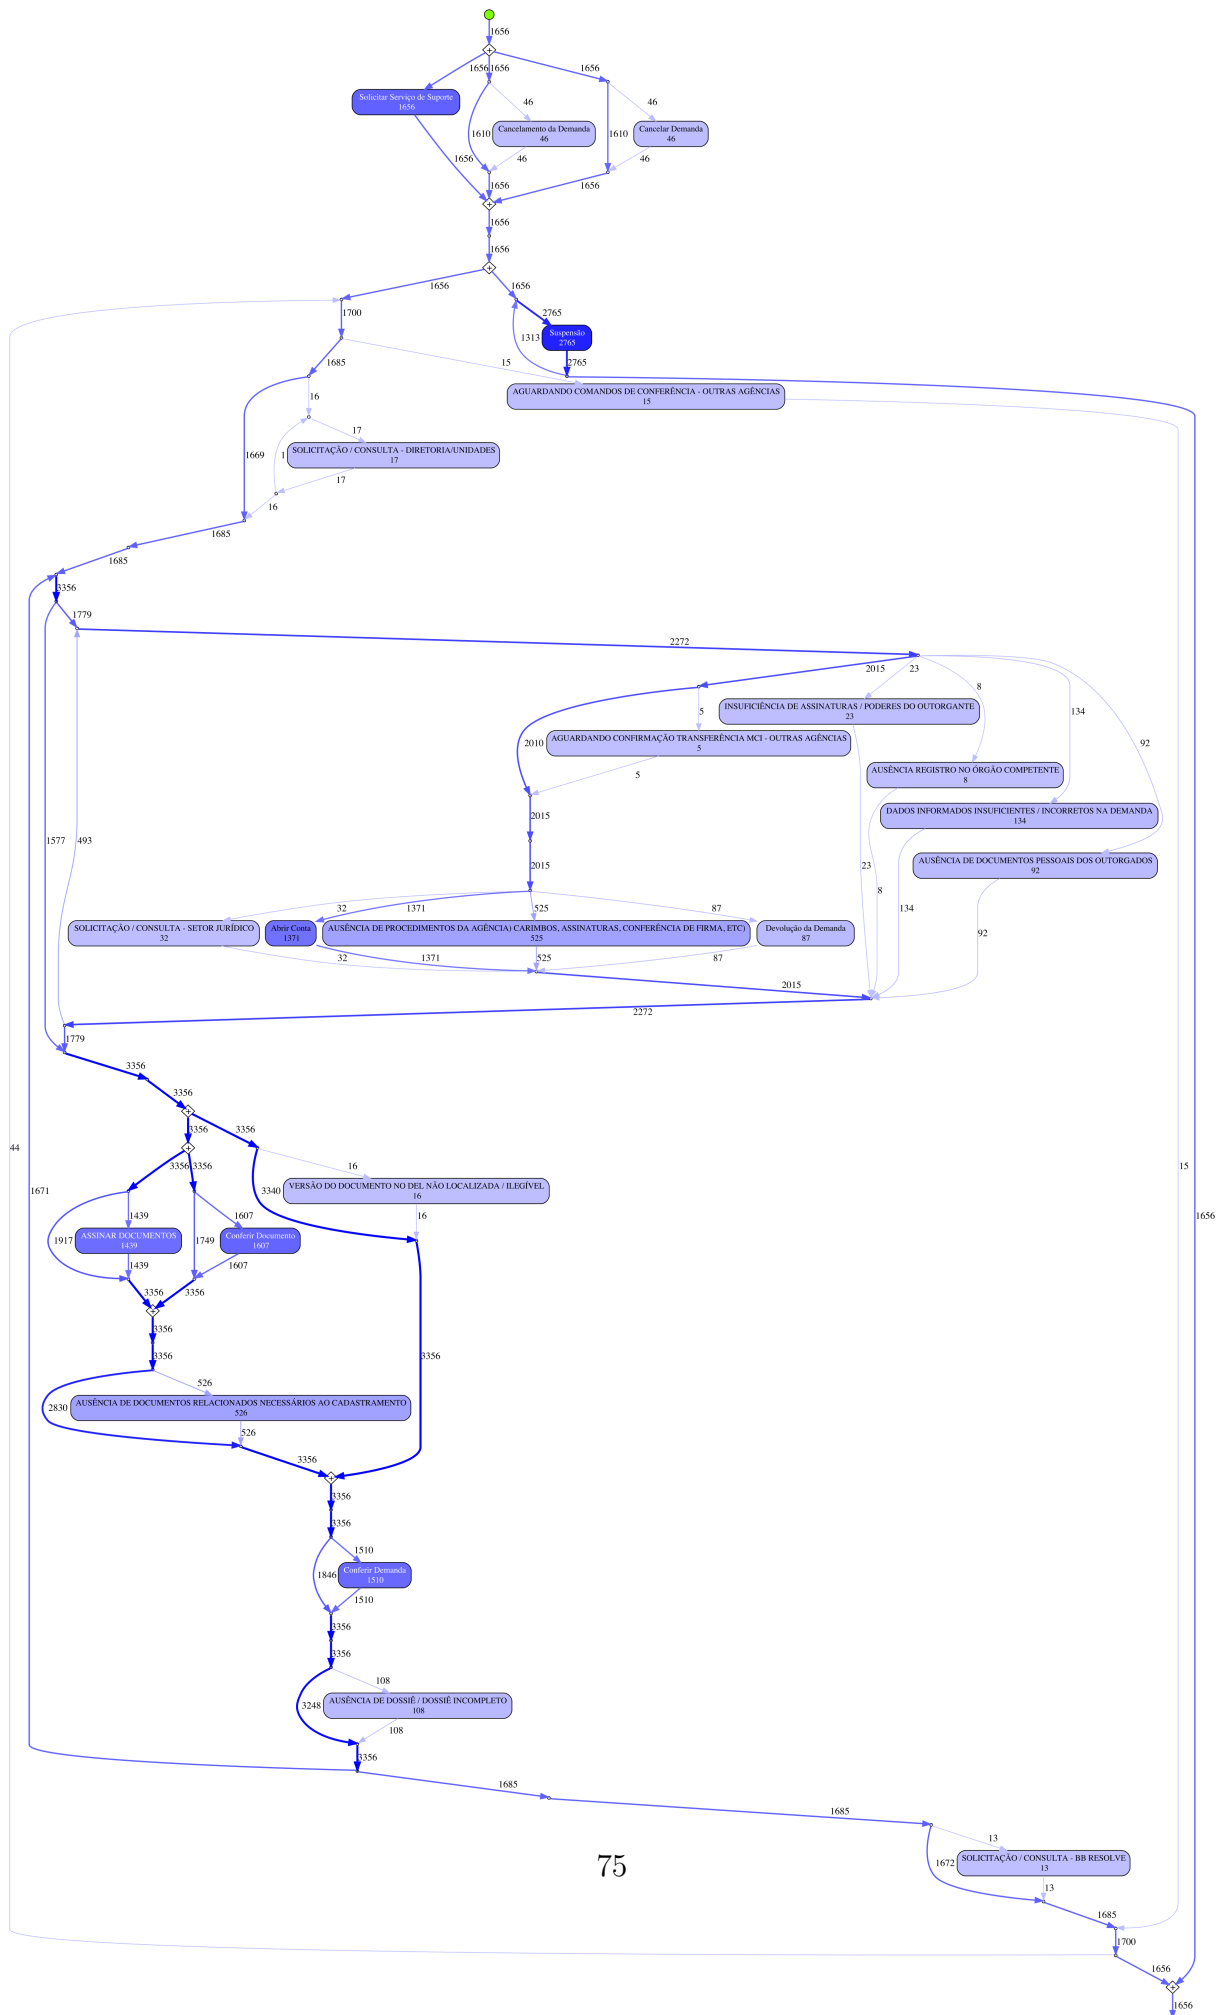 1656
1656 1656 1656
Solicitar Serviço de Suporte
1656
46 46
1610 Cancelamento da Demanda
46
1610 Cancelar Demanda
46
1656 46 46
1656 1656
1656
1656
1656 1656
1700 2765
1313 Suspensão
2765
1685 15 2765
AGUARDANDO COMANDOS DE CONFERÊNCIA - OUTRAS AGÊNCIAS
15
16
17
1669 1 SOLICITAÇÃO / CONSULTA - DIRETORIA/UNIDADES
17
17
16
1685
1685
3356
1779
2272
2015 23 8 134 92
5 INSUFICIÊNCIA DE ASSINATURAS / PODERES DO OUTORGANTE
23
2010 AGUARDANDO CONFIRMAÇÃO TRANSFERÊNCIA MCI - OUTRAS AGÊNCIAS
5
5 AUSÊNCIA REGISTRO NO ÓRGÃO COMPETENTE
8
2015 DADOS INFORMADOS INSUFICIENTES / INCORRETOS NA DEMANDA
134
1577 493
2015 23 AUSÊNCIA DE DOCUMENTOS PESSOAIS DOS OUTORGADOS
92
8
32 1371 525 87 134
SOLICITAÇÃO / CONSULTA - SETOR JURÍDICO
32
Abrir Conta
1371
AUSÊNCIA DE PROCEDIMENTOS DA AGÊNCIA) CARIMBOS, ASSINATURAS, CONFERÊNCIA DE FIRMA, ETC)
525
Devolução da Demanda
87
92
32 1371 525 87
2015
2272
1779
3356
3356
3356 3356
44 1671 3356 3356 16 15 1656
3340 VERSÃO DO DOCUMENTO NO DEL NÃO LOCALIZADA / ILEGÍVEL
16
1439 1607 16
1917 ASSINAR DOCUMENTOS
1439
1749 Conferir Documento
1607
1439 1607
3356 3356
3356
3356 3356
526
2830 AUSÊNCIA DE DOCUMENTOS RELACIONADOS NECESSÁRIOS AO CADASTRAMENTO
526
526
3356
3356
3356
1510
1846 Conferir Demanda
1510
1510
3356
3356
108
3248 AUSÊNCIA DE DOSSIÊ / DOSSIÊ INCOMPLETO
108
108
3356
1685
1685
13
75
1672 SOLICITAÇÃO / CONSULTA - BB RESOLVE
13
13
1685
1700
1656
1656